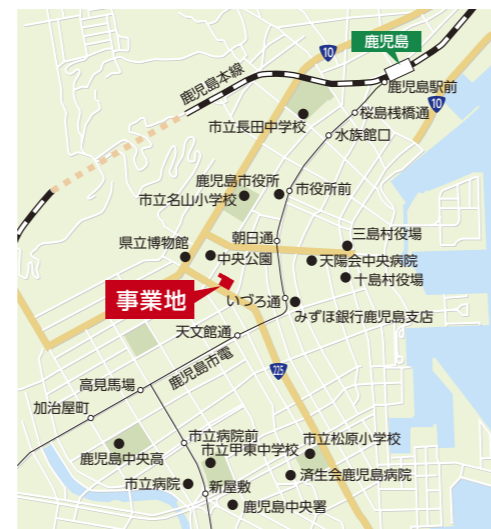 10
鹿児島
鹿児島本線
鹿児島駅前
10
桜島桟橋通
市立長田中学校
水族館口
鹿児島市役所
市役所前
市立名山小学校
三島村役場
朝日通
県立博物館
中央公園
天陽会中央病院
十島村役場
事業地
いづろ通
みずほ銀行鹿児島支店
天文館通
鹿児島市電
225
高見馬場
加治屋町
市立病院前
市立松原小学校
鹿児島中央高
市立甲東中学校
済生会鹿児島病院
市立病院
新屋敷
鹿児島中央署